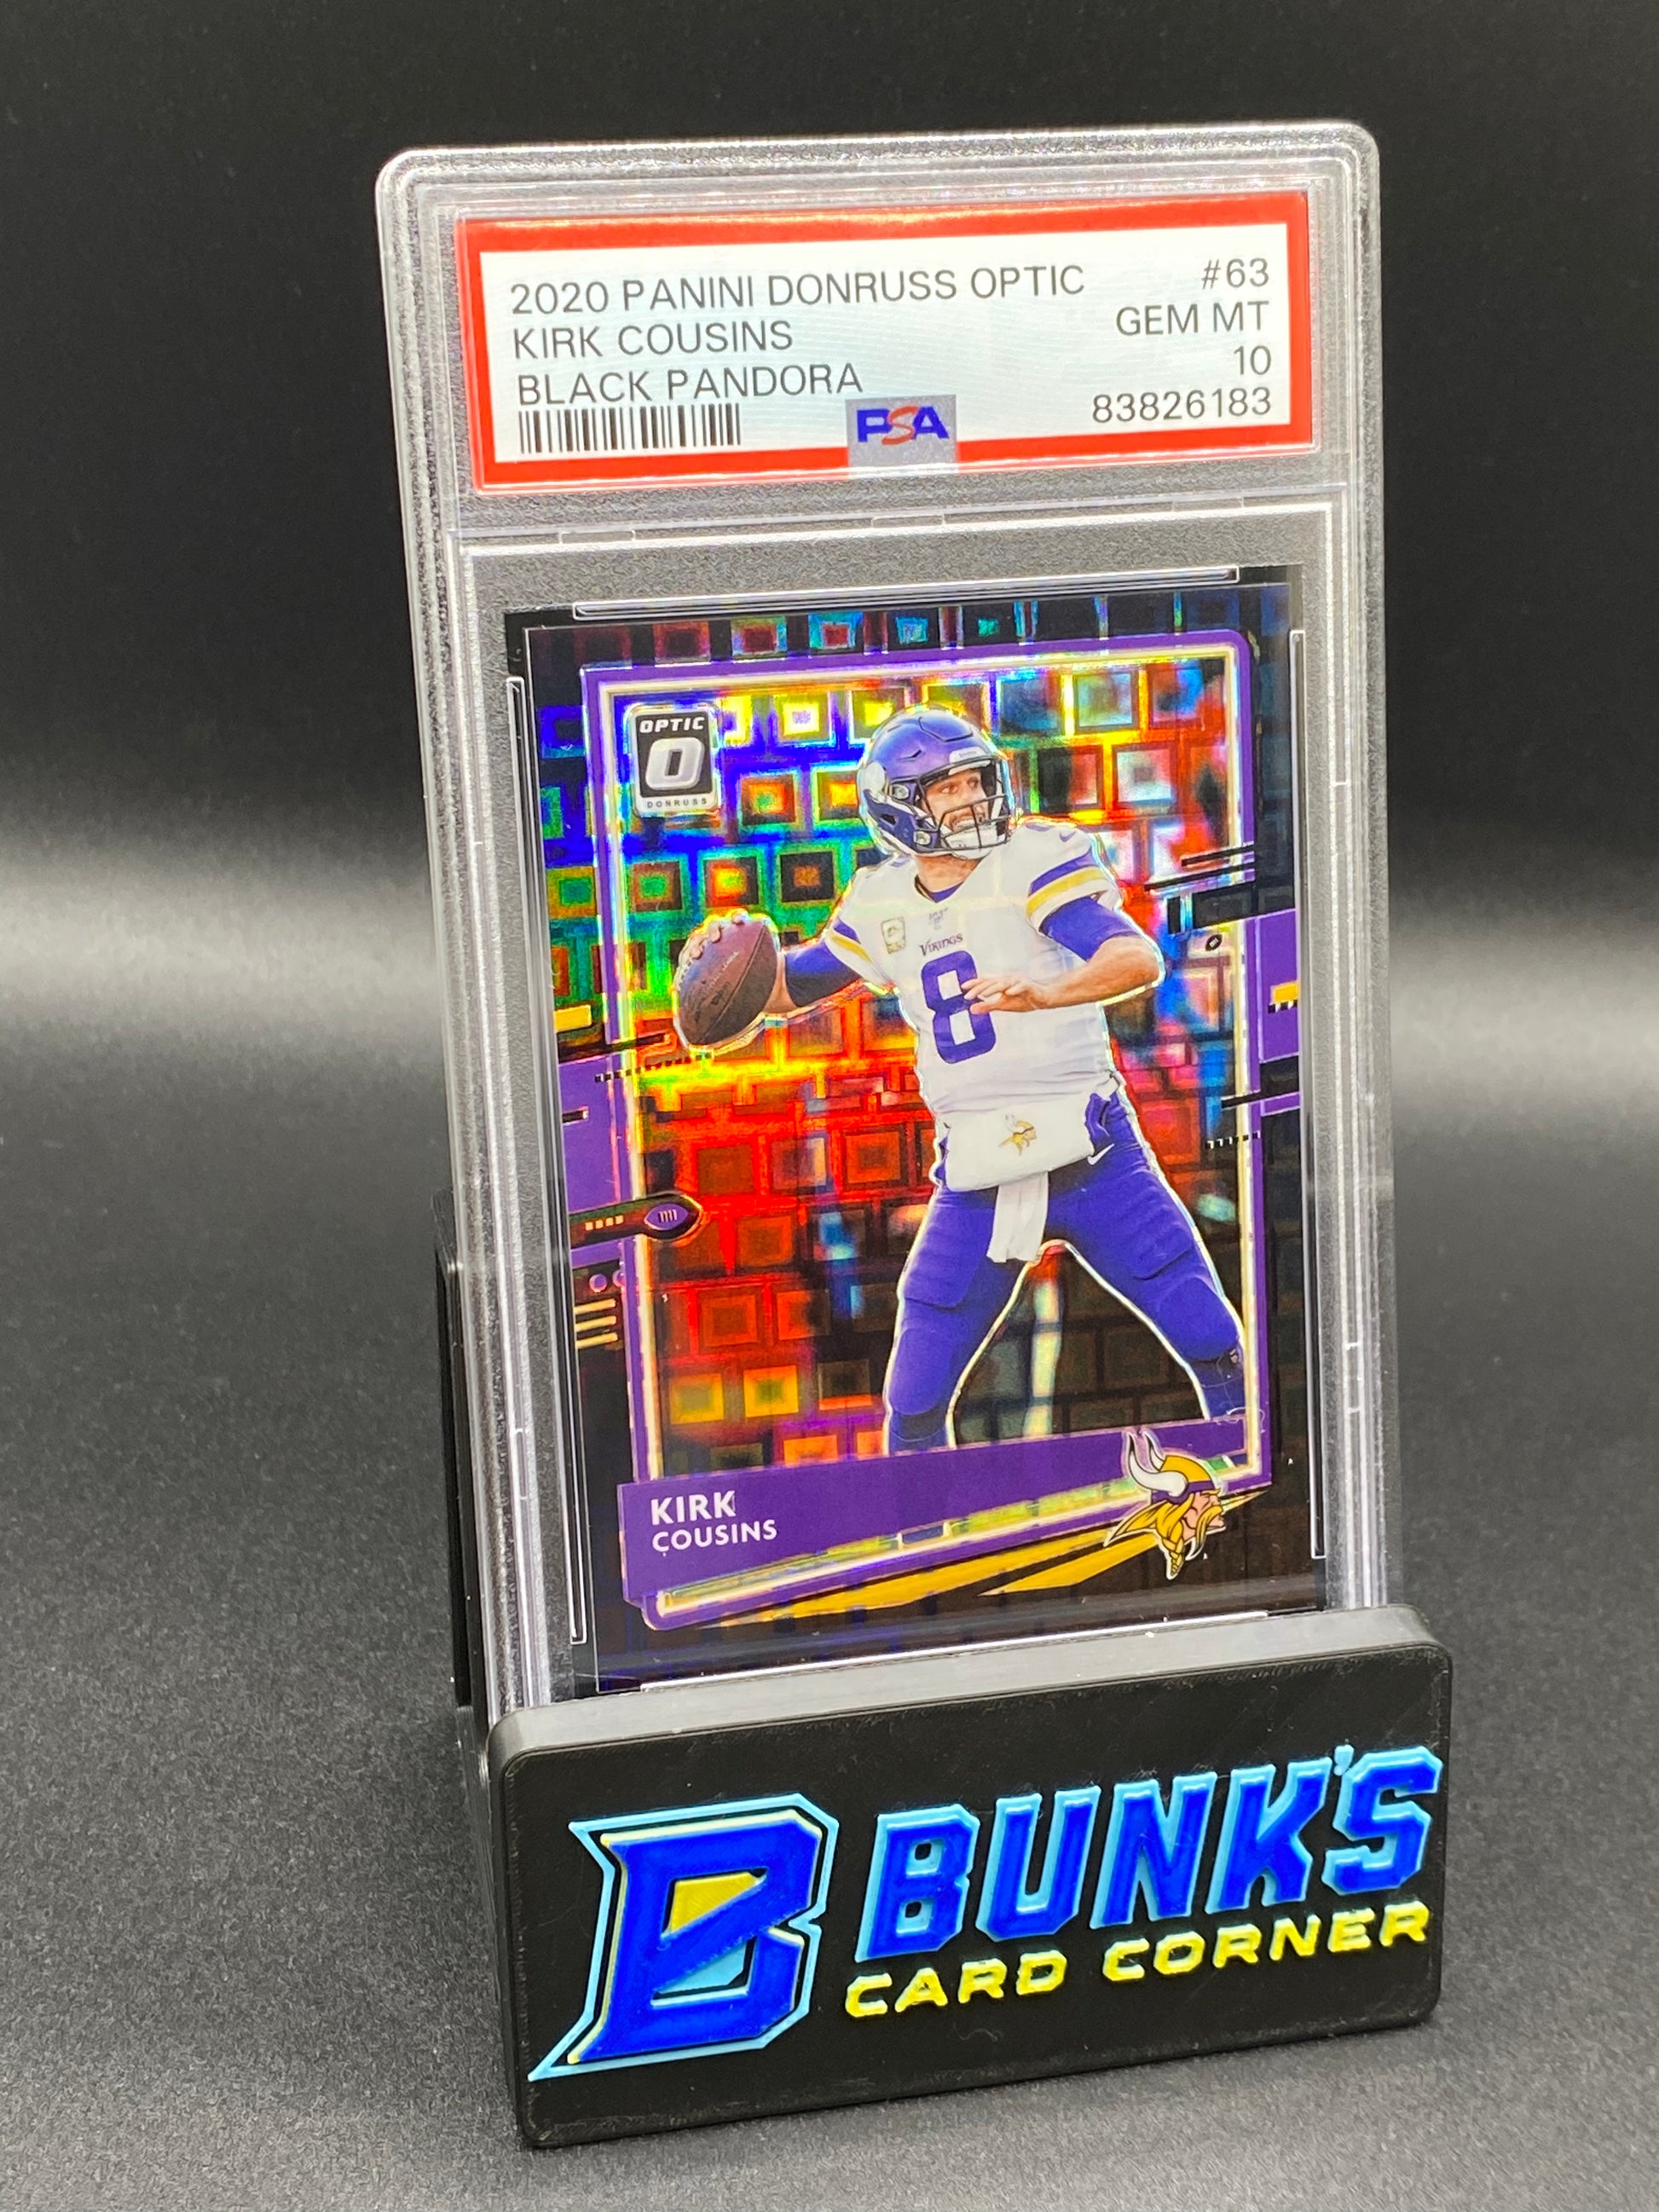 2020 PANINI DONRUSS OPTIC #63
KIRK COUSINS GEM MT
BLACK PANDORA 10
83826183
PSA
OPTIC
O
DONRUSS
8
VIKINGS
8
KIRK
COUSINS
B BUNK'S
CARD CORNER